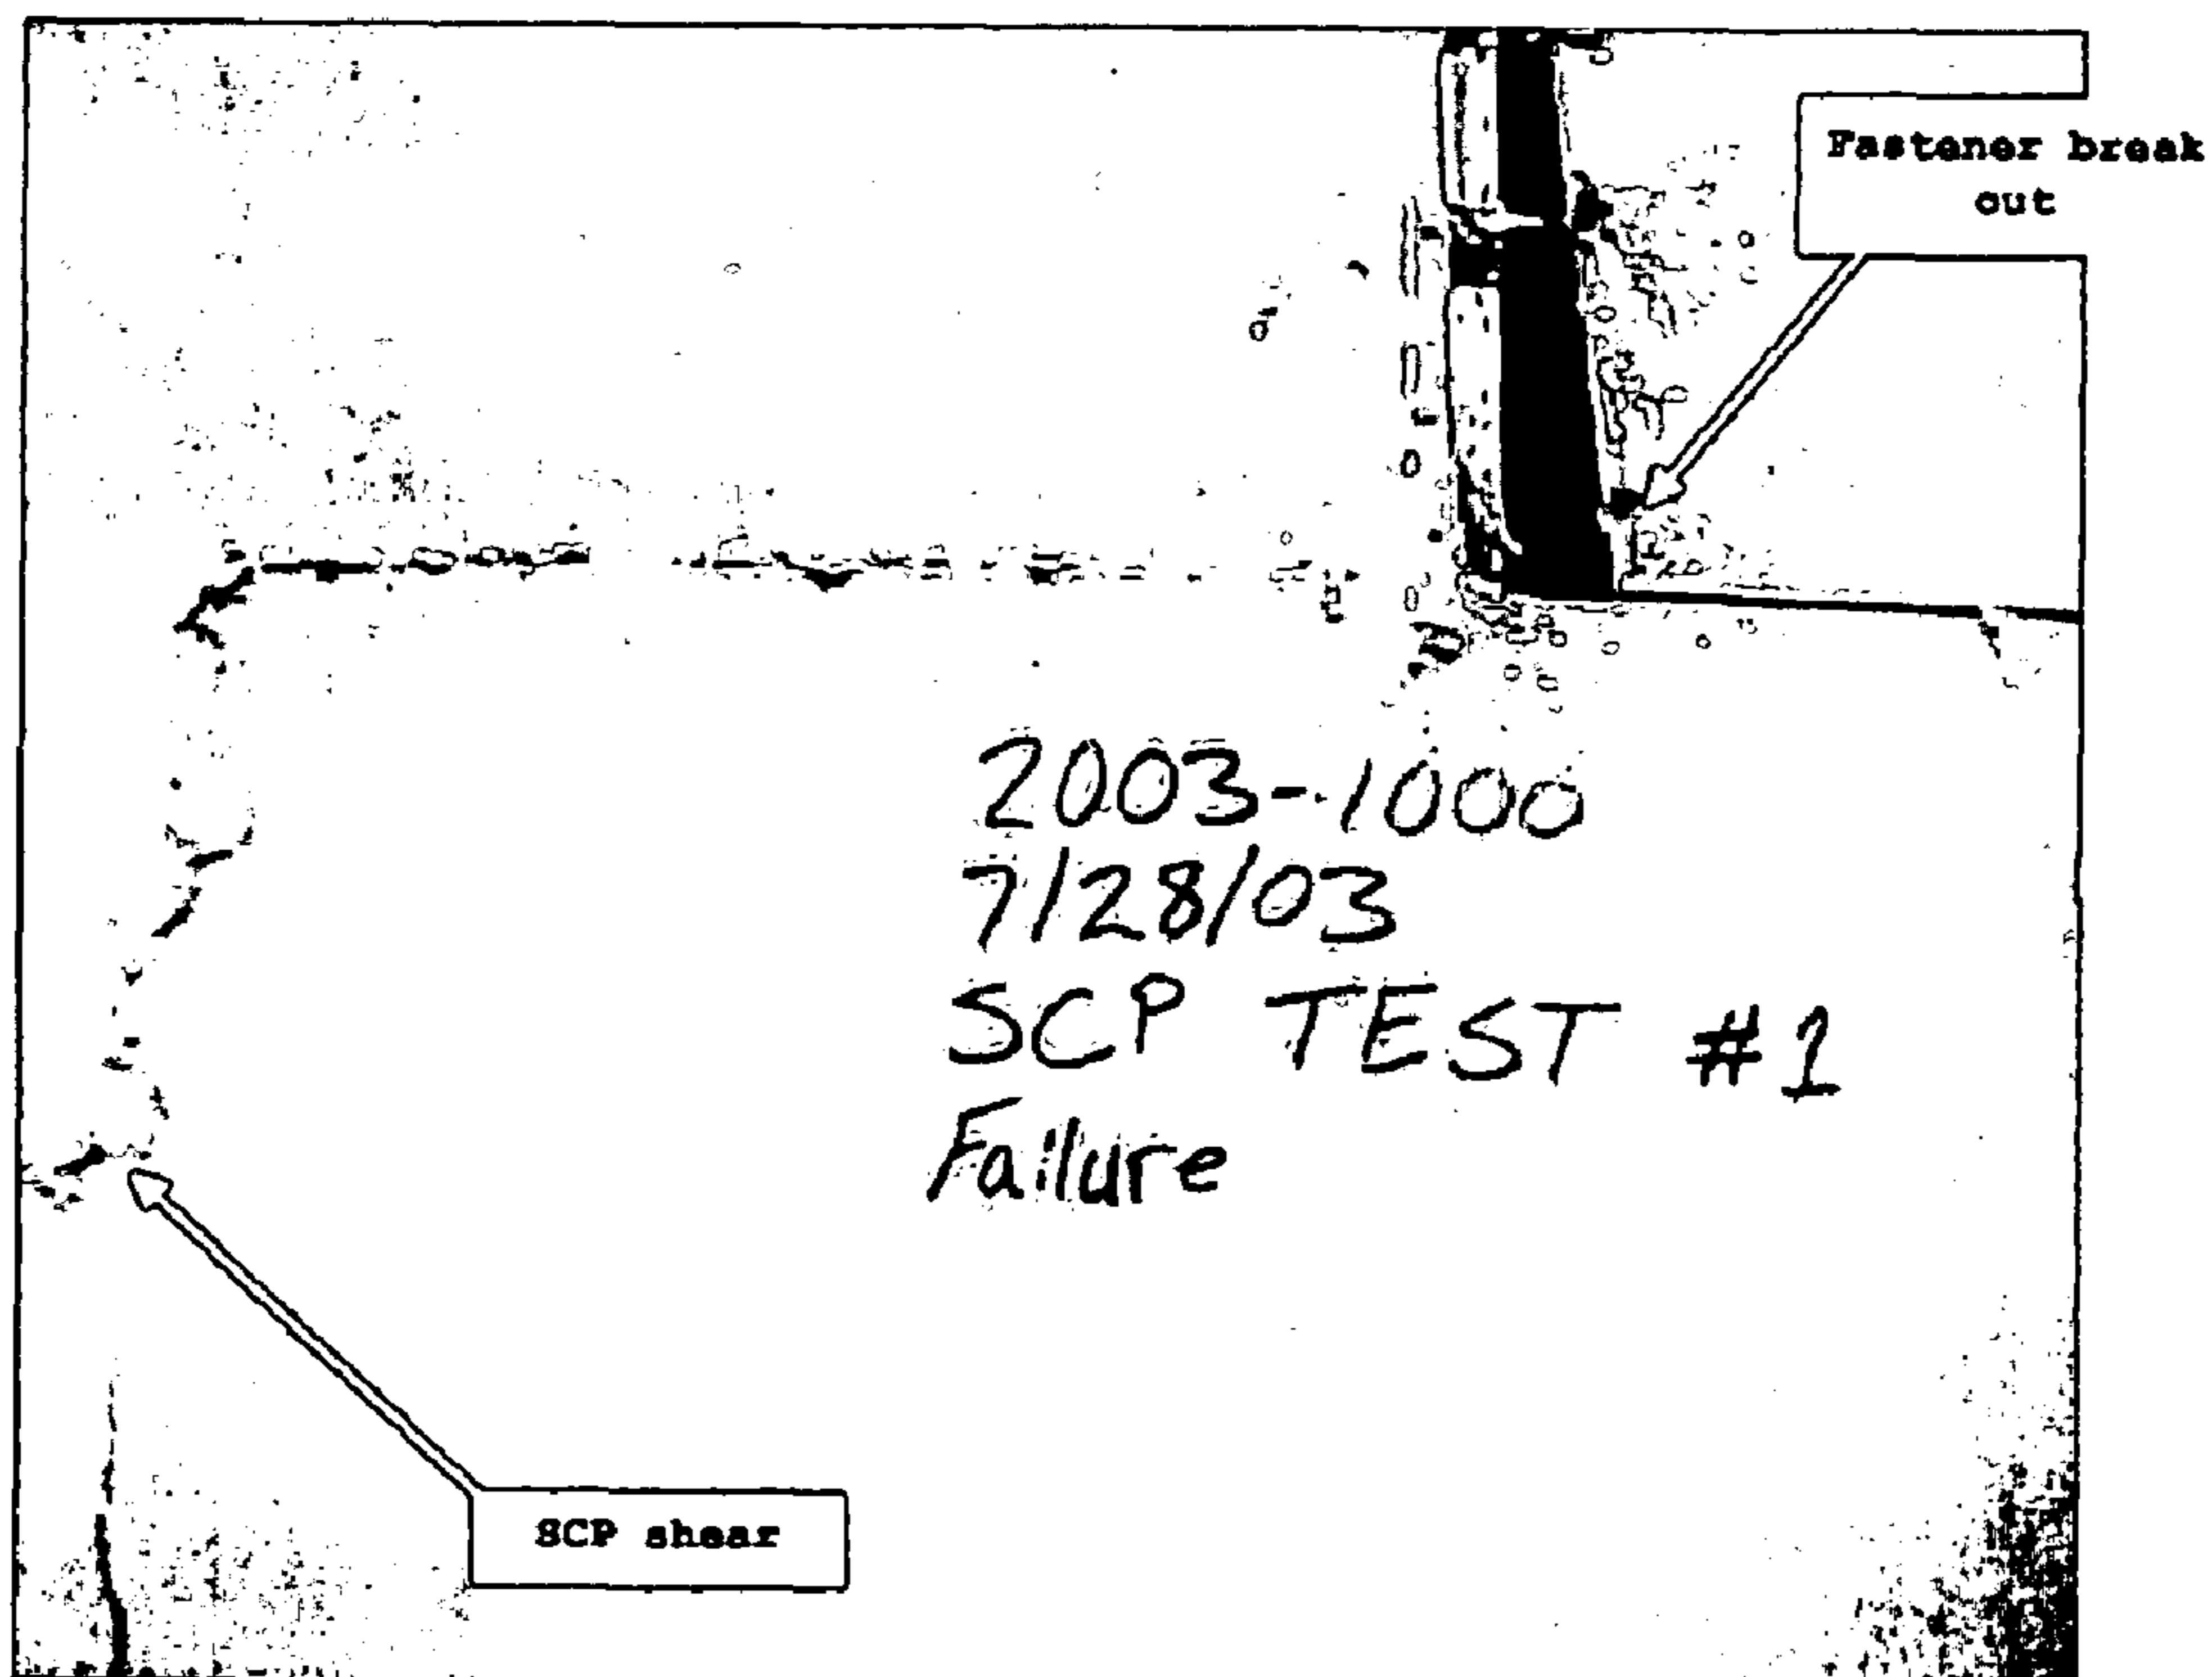 Fastener break
out
2003-1000
7/28/03
SCP TEST #1
Failure
SCP shear